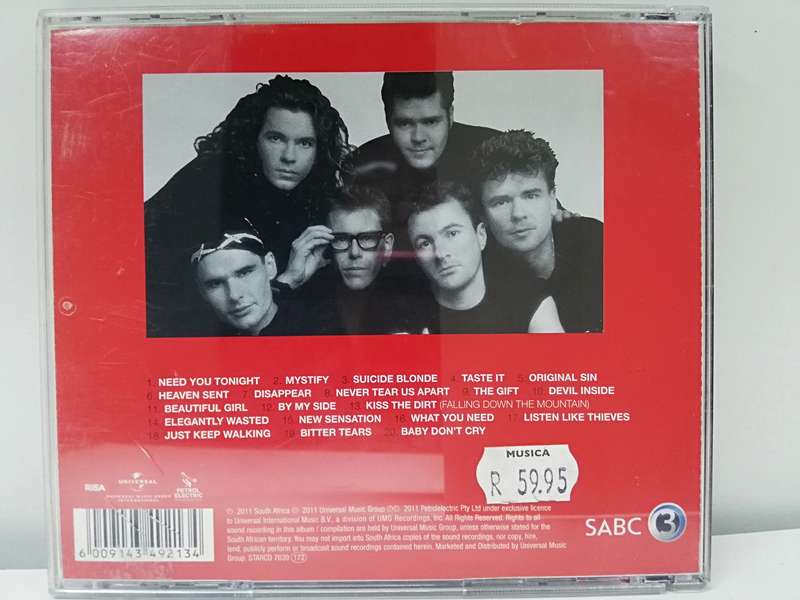 1. NEED YOU TONIGHT 2. MYSTIFY 3. SUICIDE BLONDE 4. TASTE IT 5. ORIGINAL SIN
6. HEAVEN SENT 7. DISAPPEAR 8. NEVER TEAR US APART 9. THE GIFT 10. DEVIL INSIDE
11. BEAUTIFUL GIRL 12. BY MY SIDE 13. KISS THE DIRT (FALLING DOWN THE MOUNTAIN)
14. ELEGANTLY WASTED 15. NEW SENSATION 16. WHAT YOU NEED 17. LISTEN LIKE THIEVES
18. JUST KEEP WALKING 19. BITTER TEARS 20. BABY DON'T CRY
MUSICA
R 59.95
RISA
UNIVERSAL
UNIVERSAL MUSIC GROUP
INTERNATIONAL
PETROL
ELECTRIC
℗ 2011 South Africa © 2011 Universal Music Group ℗© 2011 Petrolelectric Pty Ltd under exclusive licence
to Universal International Music B.V., a division of UMG Recordings, Inc. All Rights Reserved. Rights to all
sound recording in this album / compilation are held by Universal Music Group, unless otherwise stated for the
South African territory. You may not import into South Africa copies of the sound recordings, nor copy, hire,
lend, publicly perform or broadcast sound recordings contained herein. Marketed and Distributed by Universal Music
Group. STARCD 7639 (172)
6009143492134
SABC 3